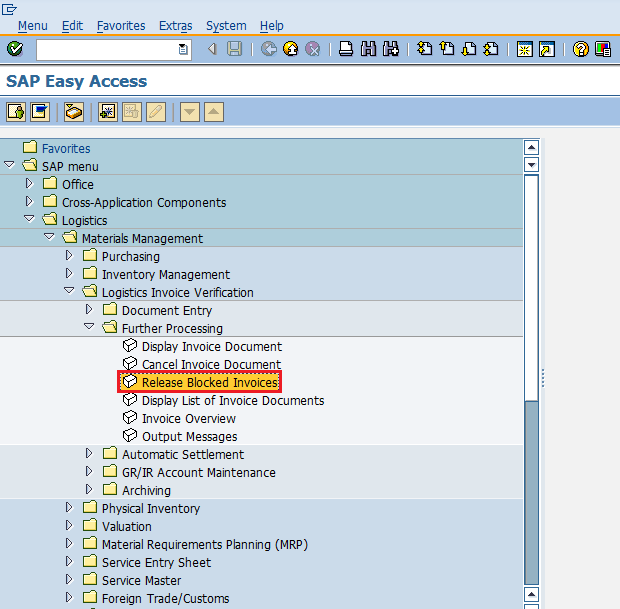 Menu Edit Favorites Extras System Help
SAP Easy Access
Favorites
SAP menu
Office
Cross-Application Components
Logistics
Materials Management
Purchasing
Inventory Management
Logistics Invoice Verification
Document Entry
Further Processing
Display Invoice Document
Cancel Invoice Document
Release Blocked Invoices
Display List of Invoice Documents
Invoice Overview
Output Messages
Automatic Settlement
GR/IR Account Maintenance
Archiving
Physical Inventory
Valuation
Material Requirements Planning (MRP)
Service Entry Sheet
Service Master
Foreign Trade/Customs